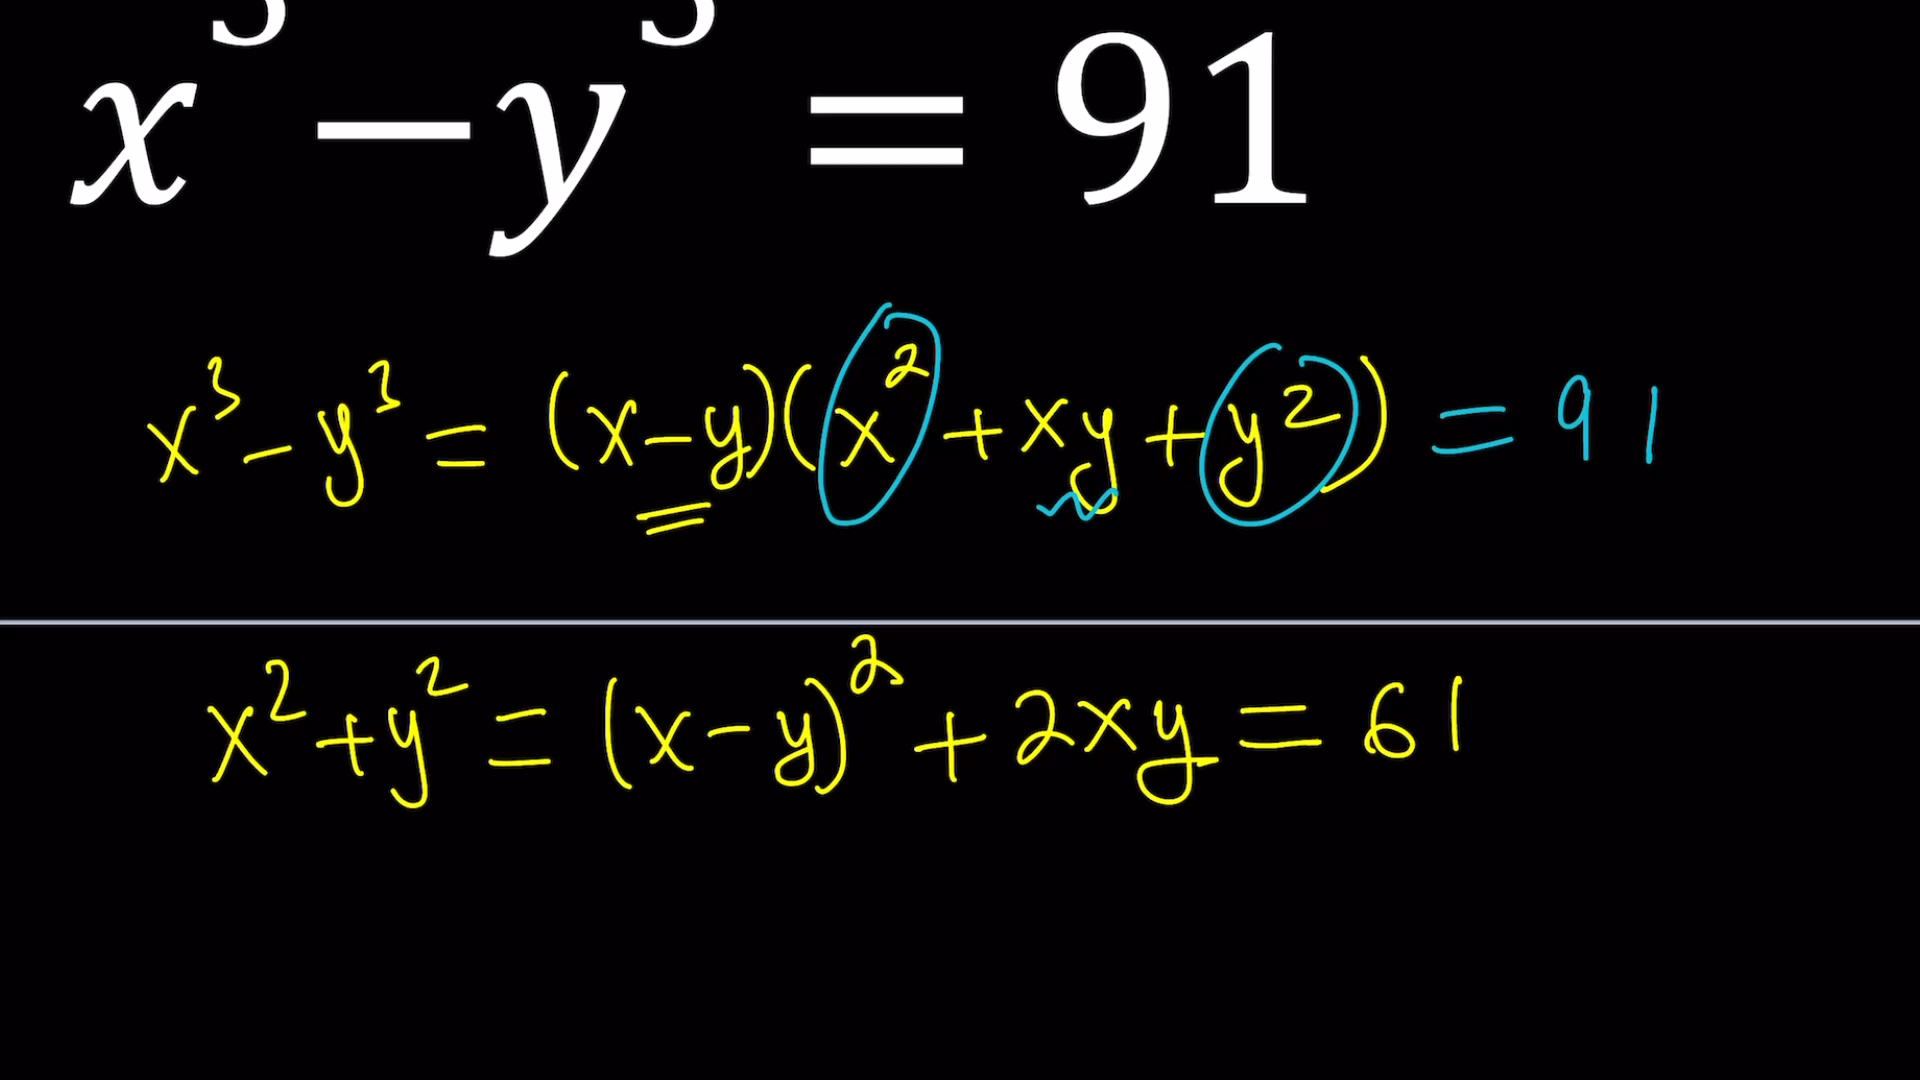 x³ − y³ = 91
x³ - y³ = (x-y)(x² + xy + y²) = 91
x² + y² = (x-y)² + 2xy = 61